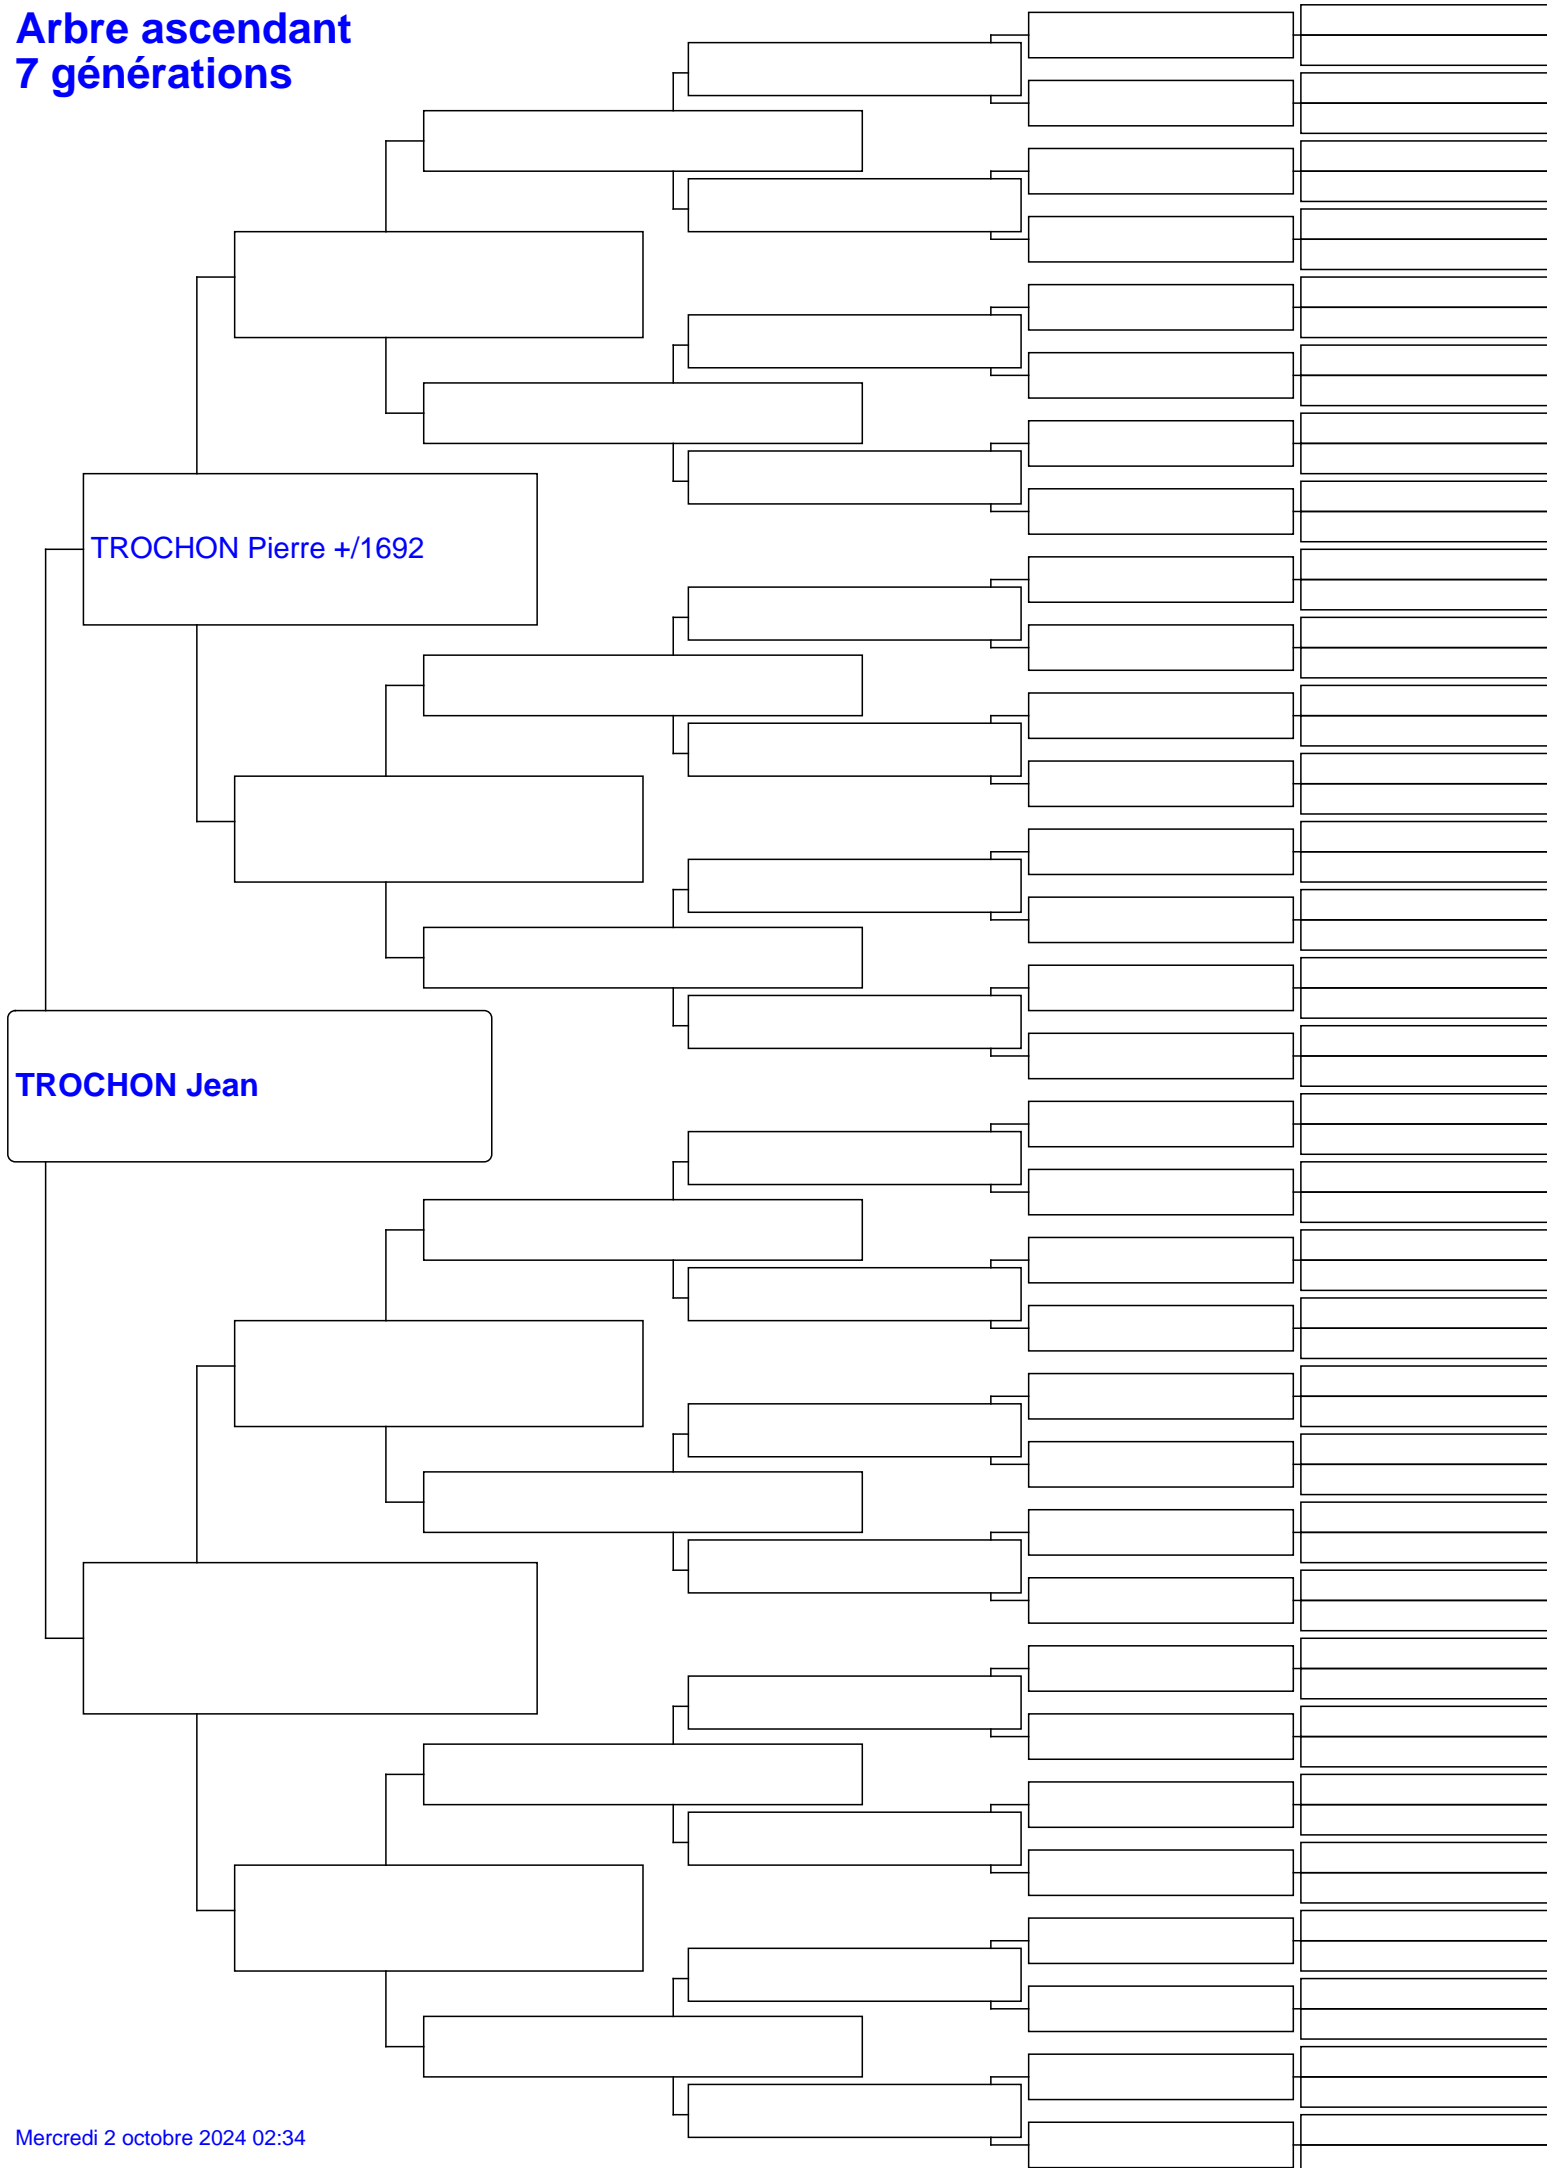 Arbre ascendant
7 générations
TROCHON Pierre +/1692
TROCHON Jean
Mercredi 2 octobre 2024 02:34